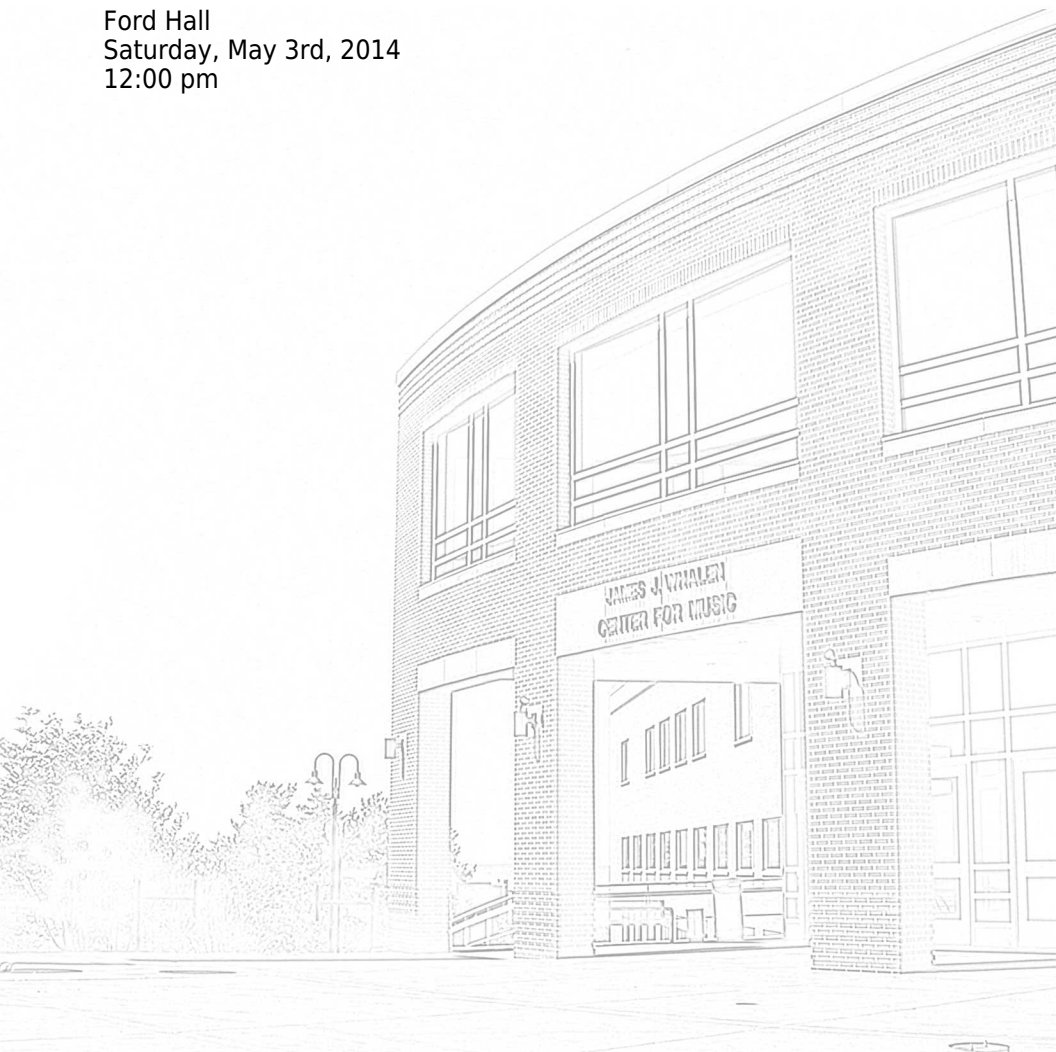 Ford Hall
Saturday, May 3rd, 2014
12:00 pm
JAMES J. WHALEN
CENTER FOR MUSIC